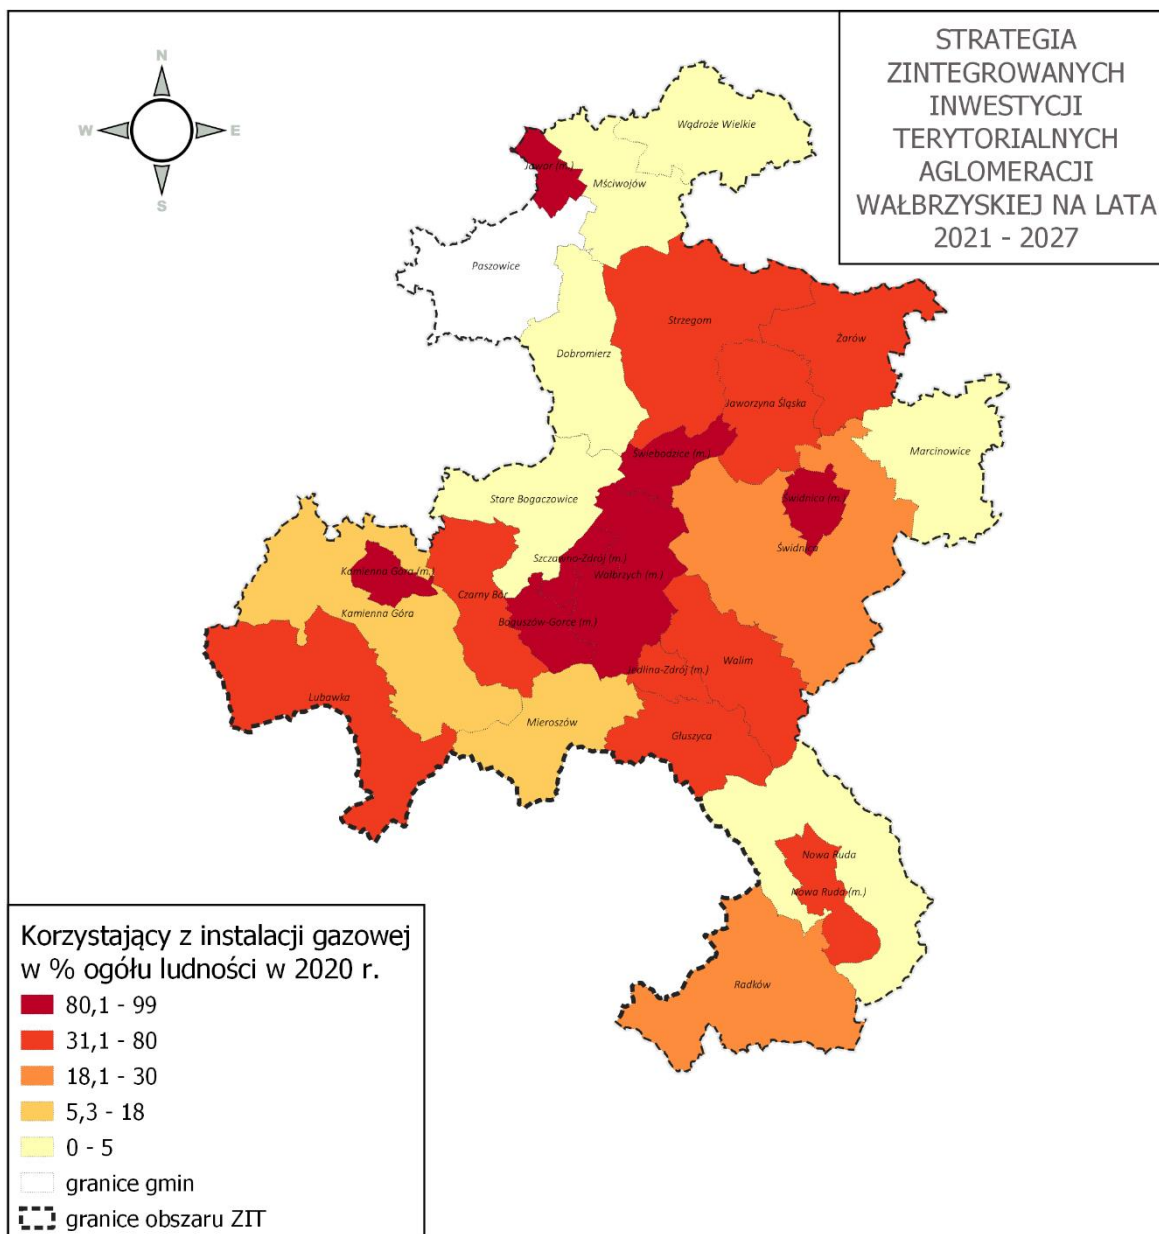 STRATEGIA
ZINTEGROWANYCH
INWESTYCJI
TERYTORIALNYCH
AGLOMERACJI
WAŁBRZYSKIEJ NA LATA
2021 - 2027
N
W
E
S
Wądroże Wielkie
Jawor (m.)
Mściwojów
Paszowice
Strzegom
Żarów
Dobromierz
Jaworzyna Śląska
Świebodzice (m.)
Marcinowice
Stare Bogaczowice
Świdnica (m.)
Świdnica
Szczawno-Zdrój (m.)
Kamienna Góra (m.)
Wałbrzych (m.)
Czarny Bór
Kamienna Góra
Boguszów-Gorce (m.)
Walim
Jedlina-Zdrój (m.)
Lubawka
Mieroszów
Głuszyca
Nowa Ruda
Nowa Ruda (m.)
Radków
Korzystający z instalacji gazowej
w % ogółu ludności w 2020 r.
80,1 - 99
31,1 - 80
18,1 - 30
5,3 - 18
0 - 5
granice gmin
granice obszaru ZIT